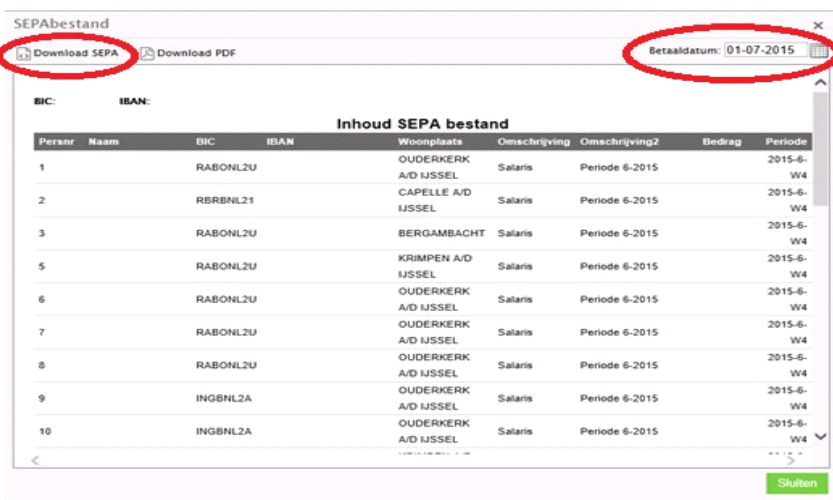 SEPAbestand
Download SEPA Download PDF Betaaldatum: 01-07-2015
BIC: IBAN:
Inhoud SEPA bestand
Persnr Naam BIC IBAN Woonplaats Omschrijving Omschrijving2 Bedrag Periode
1 RABONL2U OUDERKERK A/D IJSSEL Salaris Periode 6-2015 2015-6-W4
2 RBRBNL21 CAPELLE A/D IJSSEL Salaris Periode 6-2015 2015-6-W4
3 RABONL2U BERGAMBACHT Salaris Periode 6-2015 2015-6-W4
5 RABONL2U KRIMPEN A/D IJSSEL Salaris Periode 6-2015 2015-6-W4
6 RABONL2U OUDERKERK A/D IJSSEL Salaris Periode 6-2015 2015-6-W4
7 RABONL2U OUDERKERK A/D IJSSEL Salaris Periode 6-2015 2015-6-W4
8 RABONL2U OUDERKERK A/D IJSSEL Salaris Periode 6-2015 2015-6-W4
9 INGBNL2A OUDERKERK A/D IJSSEL Salaris Periode 6-2015 2015-6-W4
10 INGBNL2A OUDERKERK A/D IJSSEL Salaris Periode 6-2015 2015-6-W4
Sluiten